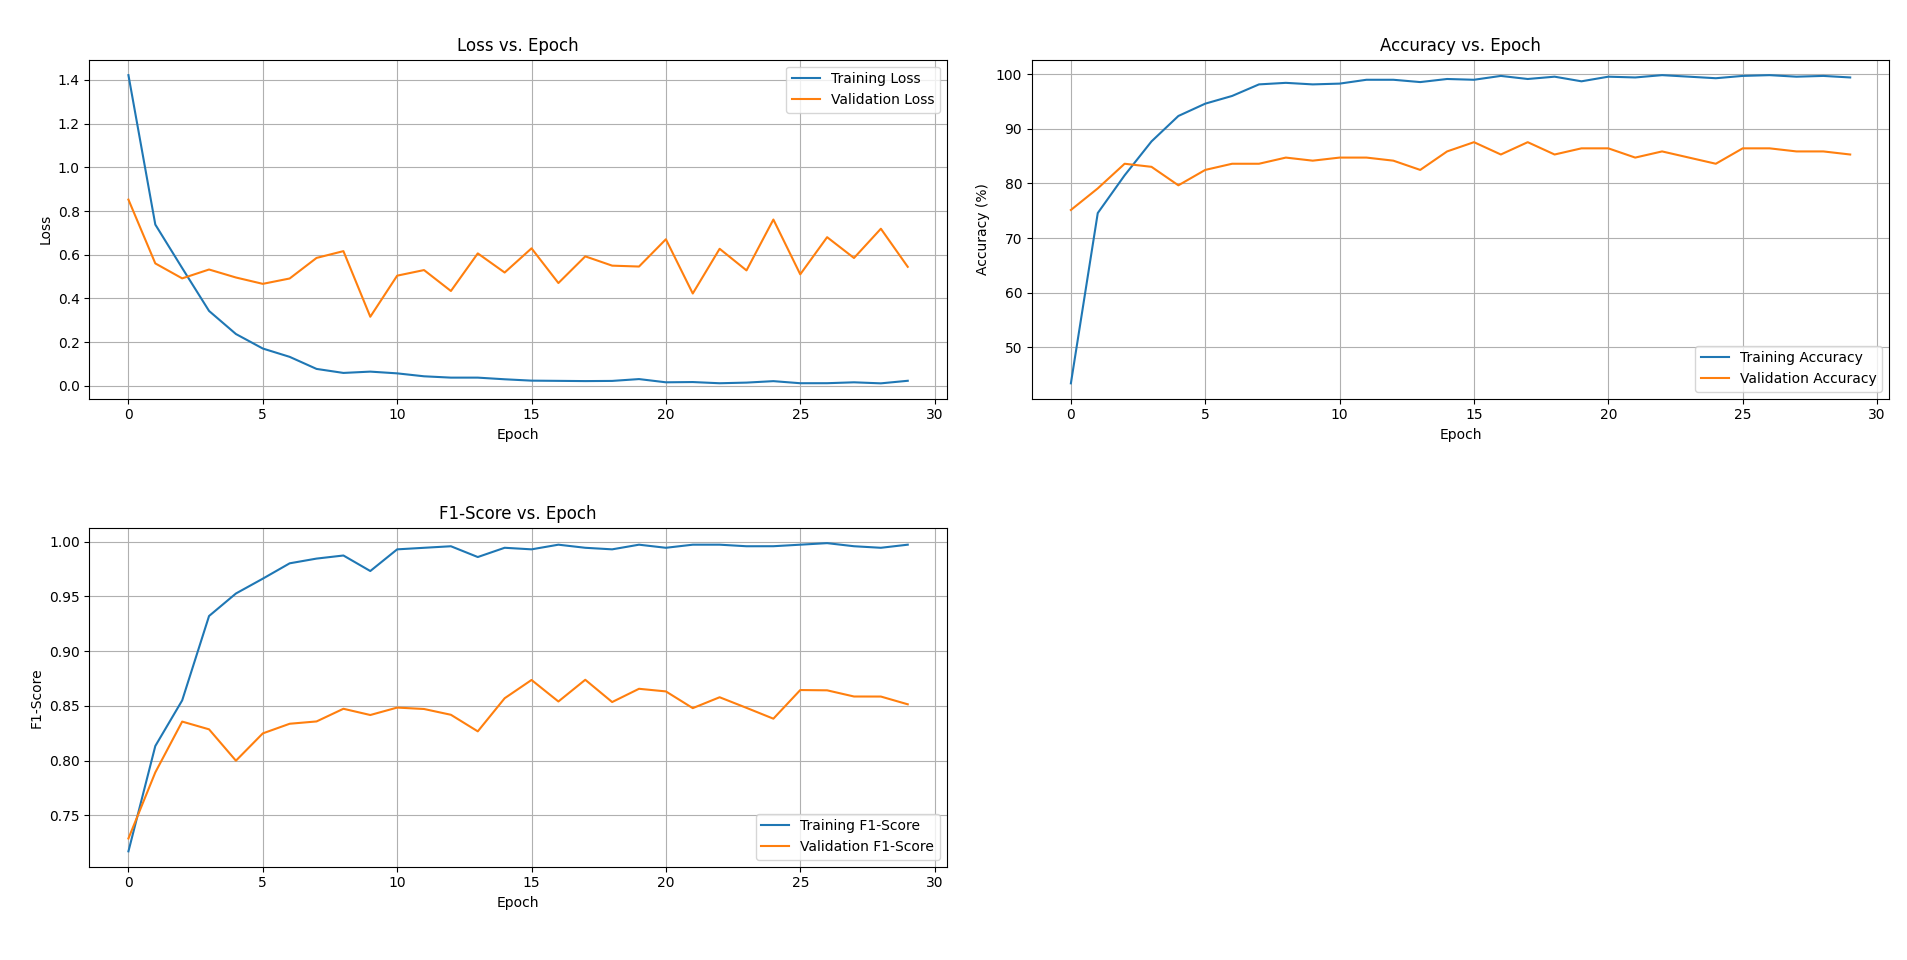 Loss vs. Epoch
1.4
1.2
1.0
0.8
0.6
0.4
0.2
0.0
Loss
Training Loss
Validation Loss
0 5 10 15 20 25 30
Epoch
Accuracy vs. Epoch
100
90
80
70
60
50
Accuracy (%)
Training Accuracy
Validation Accuracy
0 5 10 15 20 25 30
Epoch
F1-Score vs. Epoch
1.00
0.95
0.90
0.85
0.80
0.75
F1-Score
Training F1-Score
Validation F1-Score
0 5 10 15 20 25 30
Epoch